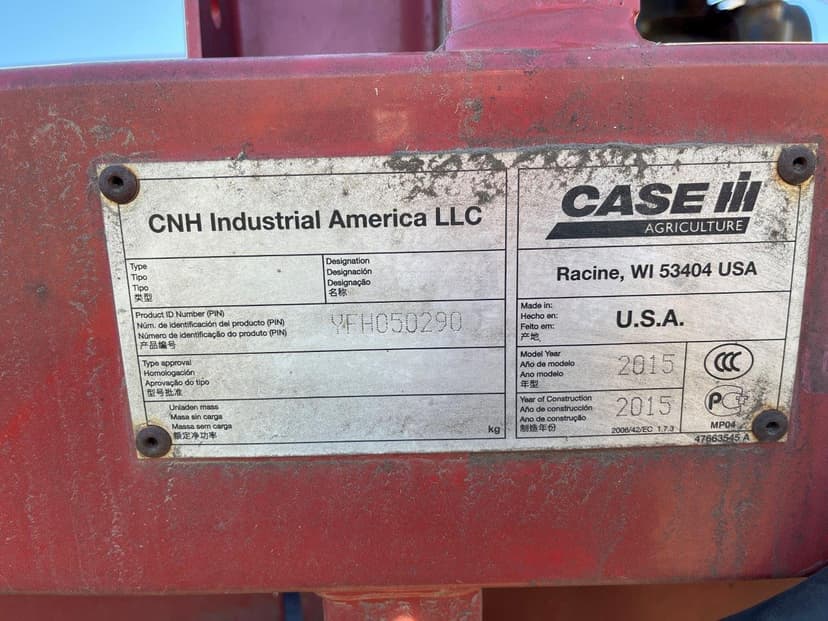 CNH Industrial America LLC
Type
Tipo
Tipo
类型
Designation
Designación
Designação
名称
Product ID Number (PIN)
Núm. de identificación del producto (PIN)
Número de identificação do produto (PIN)
产品编号
YFH050290
Type approval
Homologación
Aprovação do tipo
型号批准
Unladen mass
Masa sin carga
Massa sem carga
额定净功率
kg
CASE IH
AGRICULTURE
Racine, WI 53404 USA
Made in:
Hecho en:
Feito em:
产地
U.S.A.
Model Year
Año de modelo
Ano modelo
年型
2015
Year of Construction
Año de construcción
Ano de construção
制造年份
2015
2006/42/EC 1.7.3
CCC
MP04
47663545 A